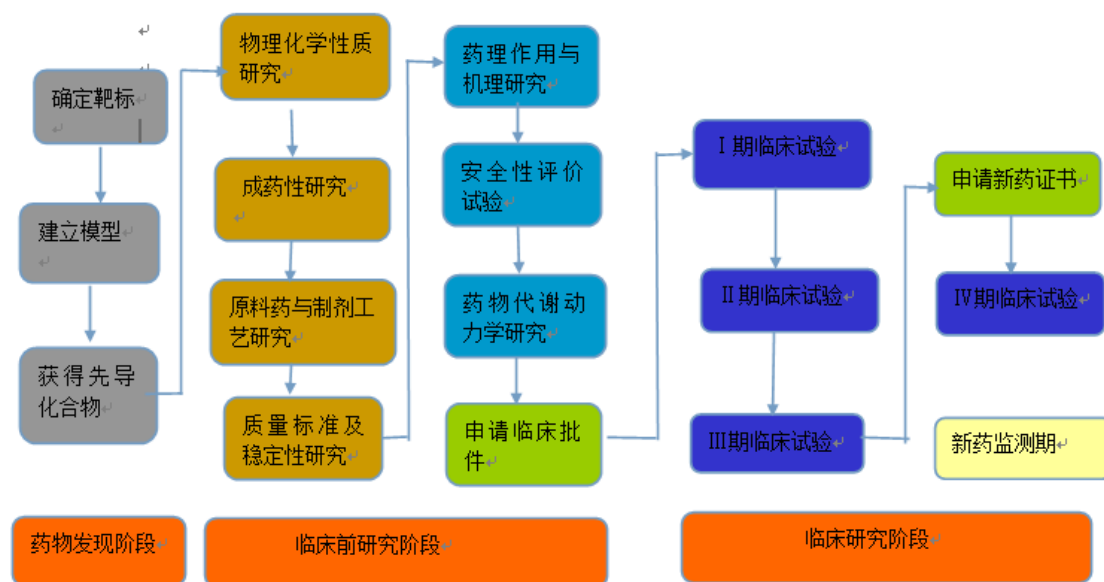 确定靶标
建立模型
获得先导
化合物
物理化学性质
研究
成药性研究
原料药与制剂工
艺研究
质量标准及
稳定性研究
药理作用与
机理研究
安全性评价
试验
药物代谢动
力学研究
申请临床批
件
Ⅰ期临床试验
Ⅱ期临床试验
Ⅲ期临床试验
申请新药证书
Ⅳ期临床试验
新药监测期
药物发现阶段
临床前研究阶段
临床研究阶段